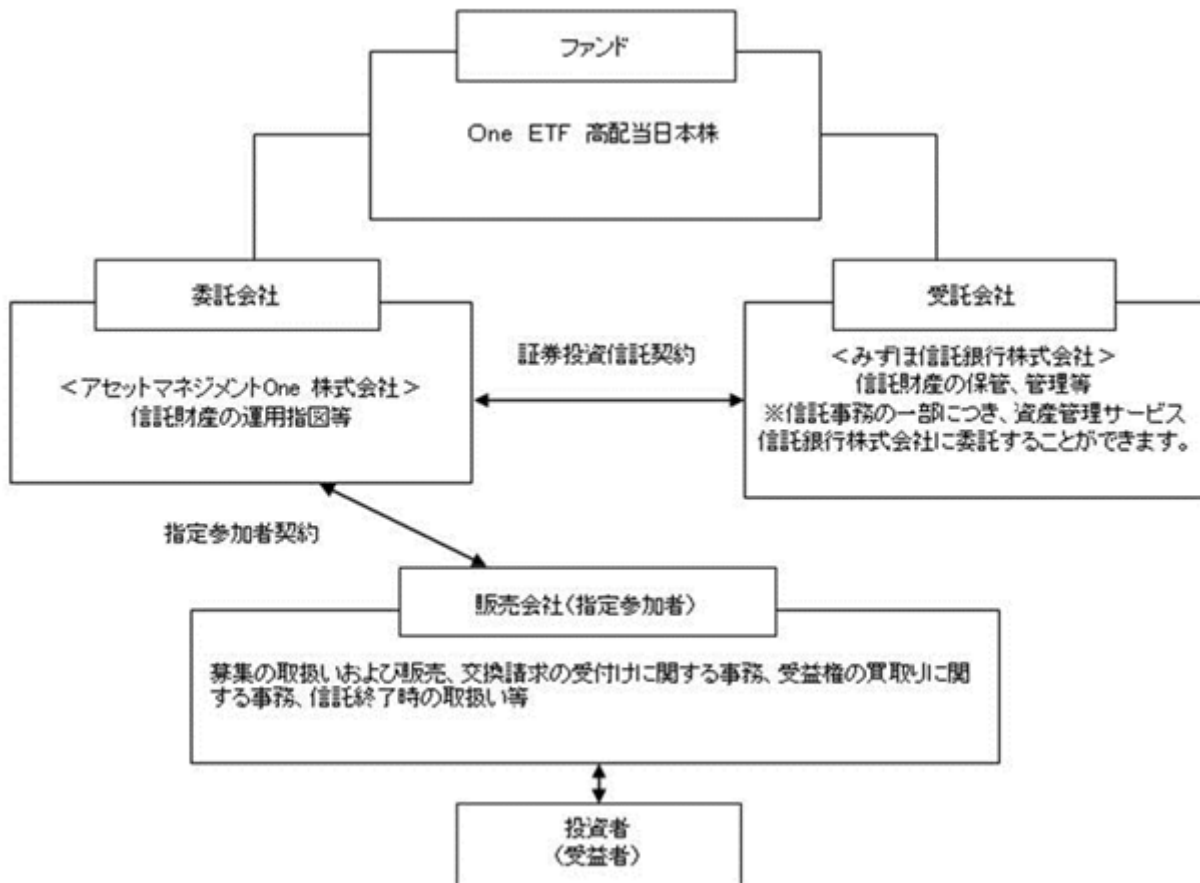 ファンド
One ETF 高配当日本株
委託会社
受託会社
<アセットマネジメントOne 株式会社>
信託財産の運用指図等
証券投資信託契約
<みずほ信託銀行株式会社>
信託財産の保管、管理等
※信託事務の一部につき、資産管理サービス
信託銀行株式会社に委託することができます。
指定参加者契約
販売会社〈指定参加者〉
募集の取扱いおよび販売、交換請求の受付けに関する事務、受益権の買取りに関
する事務、信託終了時の取扱い等
投資者
〈受益者〉